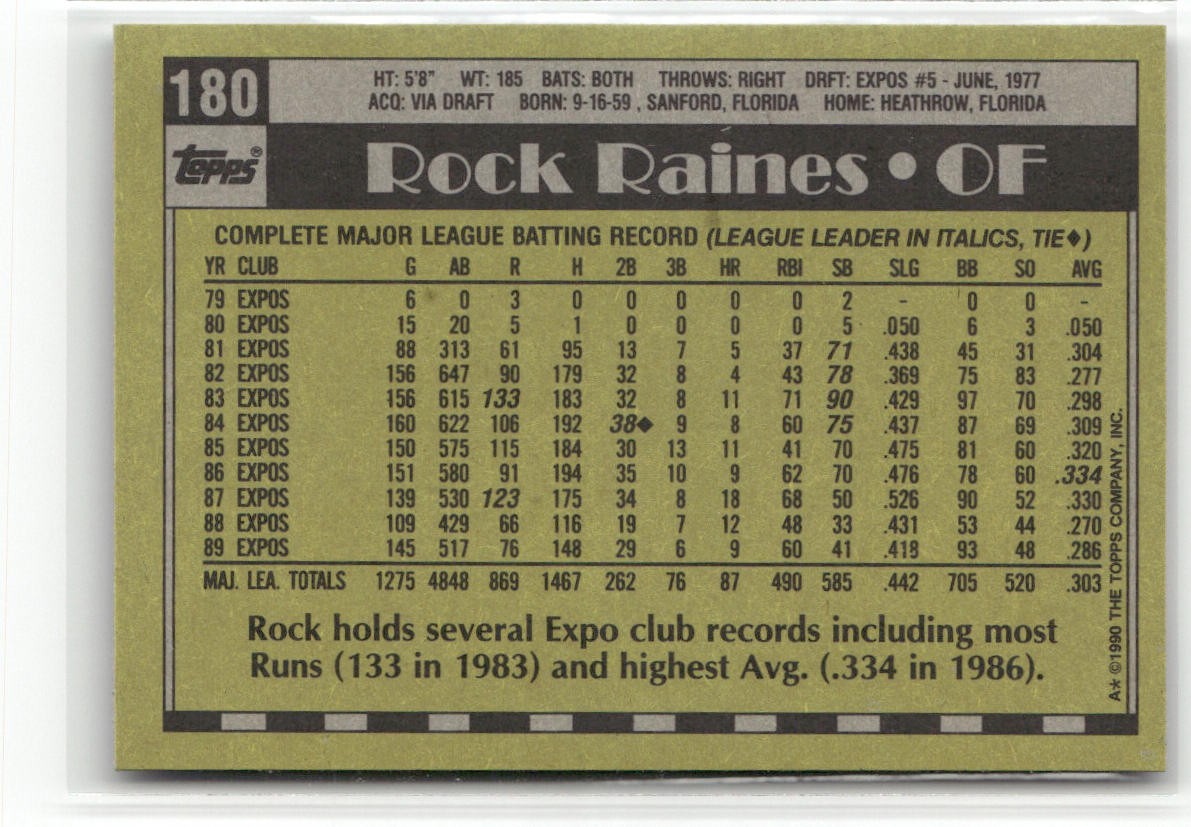 180
HT: 5'8" WT: 185 BATS: BOTH THROWS: RIGHT DRFT: EXPOS #5 - JUNE, 1977
ACQ: VIA DRAFT BORN: 9-16-59 , SANFORD, FLORIDA HOME: HEATHROW, FLORIDA
TOPPS®
Rock Raines • OF
COMPLETE MAJOR LEAGUE BATTING RECORD (LEAGUE LEADER IN ITALICS, TIE♦)
YR CLUB G AB R H 2B 3B HR RBI SB SLG BB SO AVG
79 EXPOS 6 0 3 0 0 0 0 0 2 - 0 0 -
80 EXPOS 15 20 5 1 0 0 0 0 5 .050 6 3 .050
81 EXPOS 88 313 61 95 13 7 5 37 71 .438 45 31 .304
82 EXPOS 156 647 90 179 32 8 4 43 78 .369 75 83 .277
83 EXPOS 156 615 133 183 32 8 11 71 90 .429 97 70 .298
84 EXPOS 160 622 106 192 38♦ 9 8 60 75 .437 87 69 .309
85 EXPOS 150 575 115 184 30 13 11 41 70 .475 81 60 .320
86 EXPOS 151 580 91 194 35 10 9 62 70 .476 78 60 .334
87 EXPOS 139 530 123 175 34 8 18 68 50 .526 90 52 .330
88 EXPOS 109 429 66 116 19 7 12 48 33 .431 53 44 .270
89 EXPOS 145 517 76 148 29 6 9 60 41 .418 93 48 .286
MAJ. LEA. TOTALS 1275 4848 869 1467 262 76 87 490 585 .442 705 520 .303
Rock holds several Expo club records including most
Runs (133 in 1983) and highest Avg. (.334 in 1986).
A* ©1990 THE TOPPS COMPANY, INC.